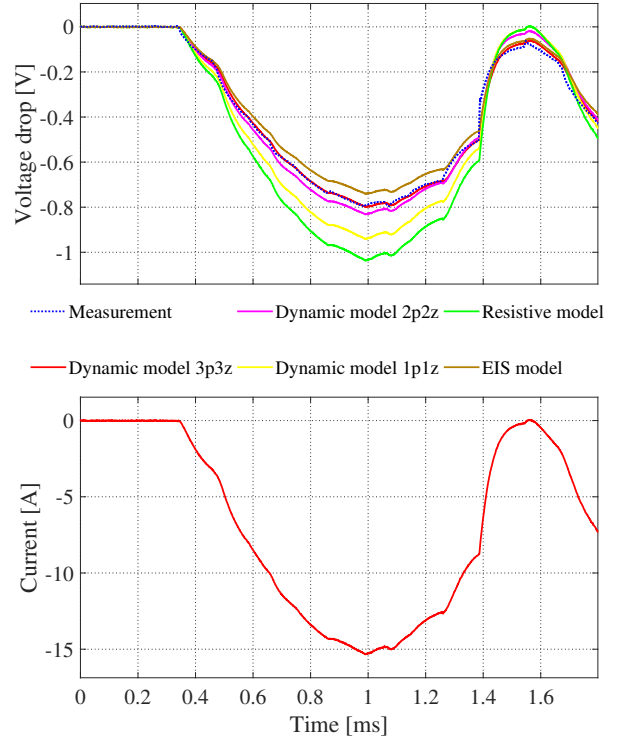 0
-0.2
-0.4
-0.6
-0.8
-1
Voltage drop [V]
Measurement Dynamic model 2p2z Resistive model
Dynamic model 3p3z Dynamic model 1p1z EIS model
0
-5
-10
-15
Current [A]
0 0.2 0.4 0.6 0.8 1 1.2 1.4 1.6
Time [ms]